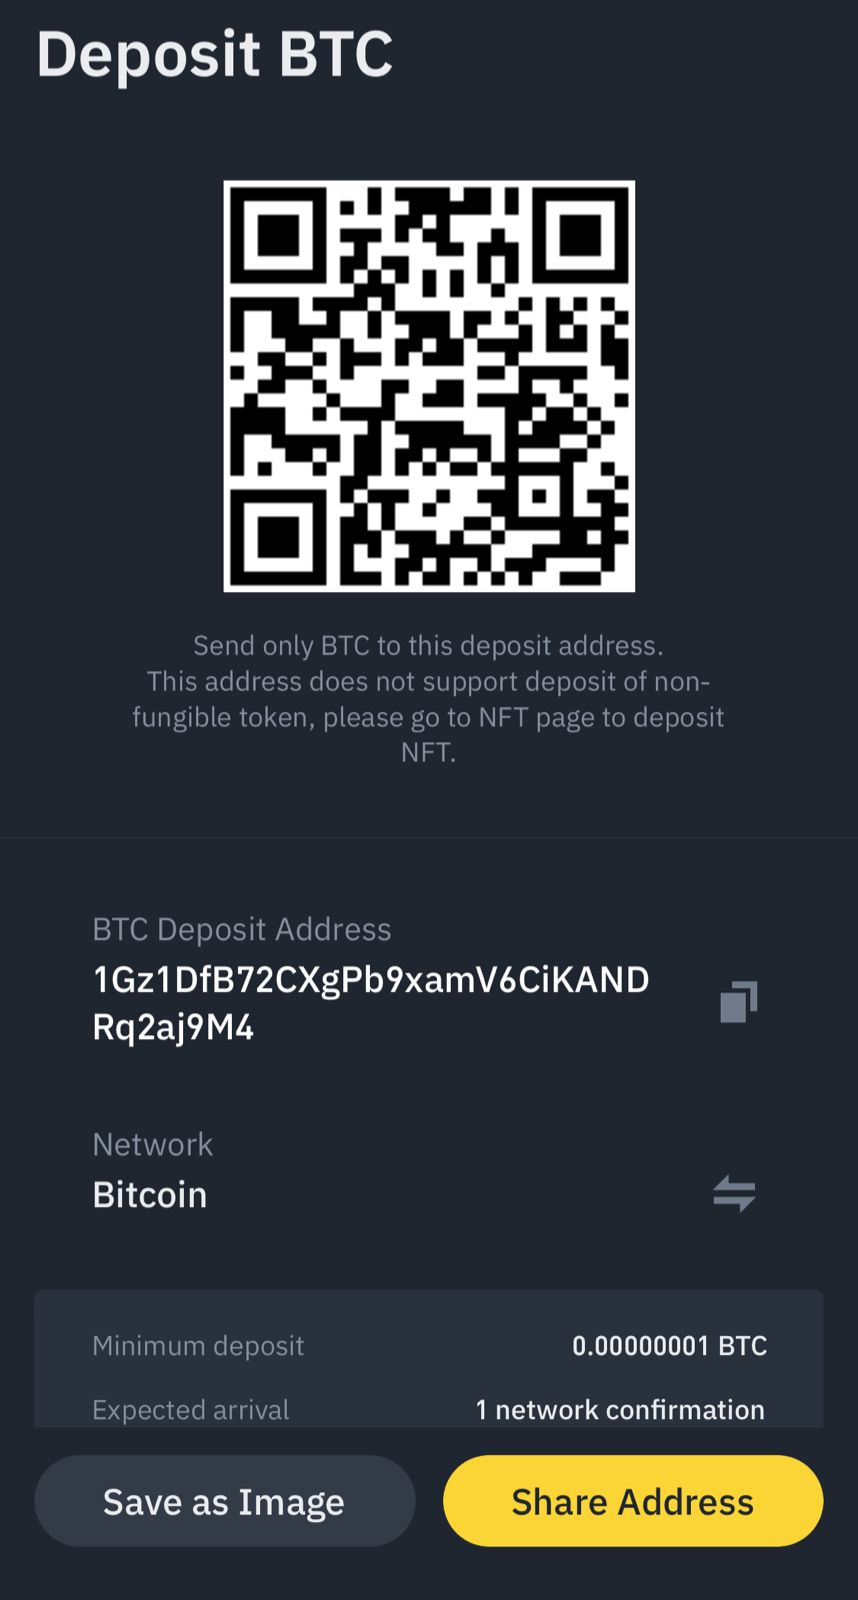 Deposit BTC
Send only BTC to this deposit address.
This address does not support deposit of non-
fungible token, please go to NFT page to deposit
NFT.
BTC Deposit Address
1Gz1DfB72CXgPb9xamV6CiKAND
Rq2aj9M4
Network
Bitcoin
Minimum deposit 0.00000001 BTC
Expected arrival 1 network confirmation
Save as Image Share Address